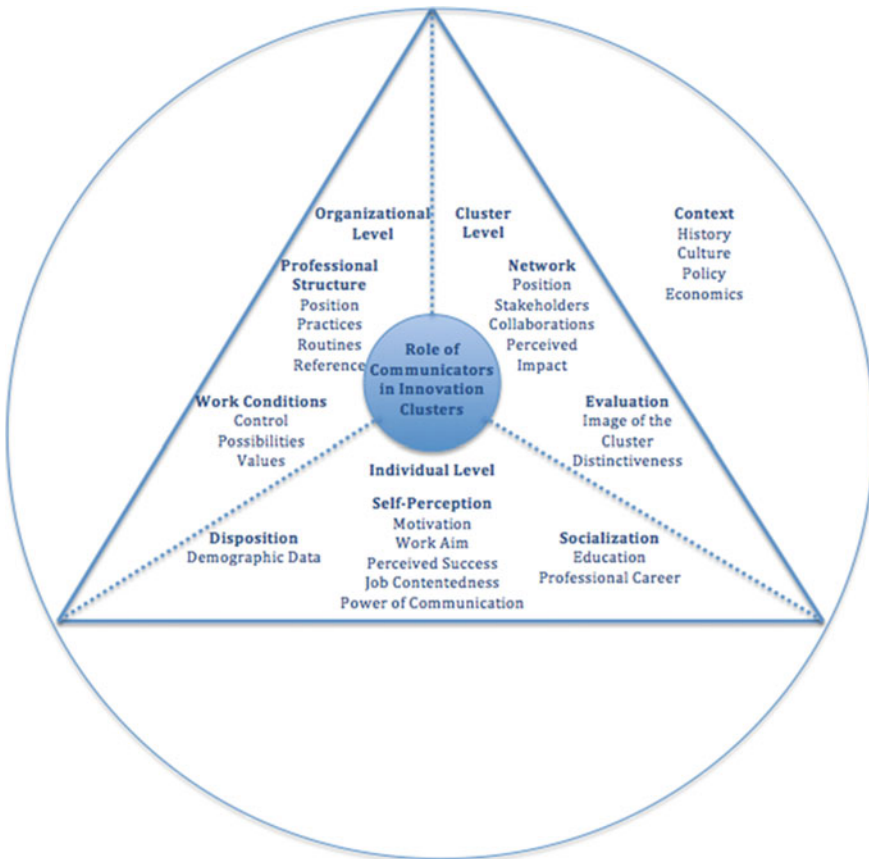 Organizational
Level
Professional
Structure
Position
Practices
Routines
Reference
Work Conditions
Control
Possibilities
Values
Cluster
Level
Network
Position
Stakeholders
Collaborations
Perceived
Impact
Evaluation
Image of the
Cluster
Distinctiveness
Context
History
Culture
Policy
Economics
Role of
Communicators
in Innovation
Clusters
Individual Level
Self-Perception
Motivation
Work Aim
Perceived Success
Job Contentedness
Power of Communication
Disposition
Demographic Data
Socialization
Education
Professional Career